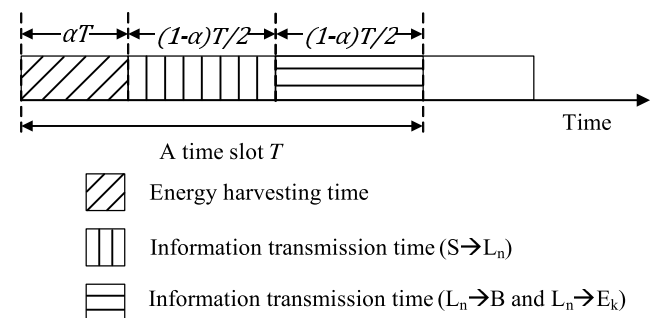 αT (1-α)T/2 (1-α)T/2
Time
A time slot T
Energy harvesting time
Information transmission time (S→Ln)
Information transmission time (Ln→B and Ln→Ek)